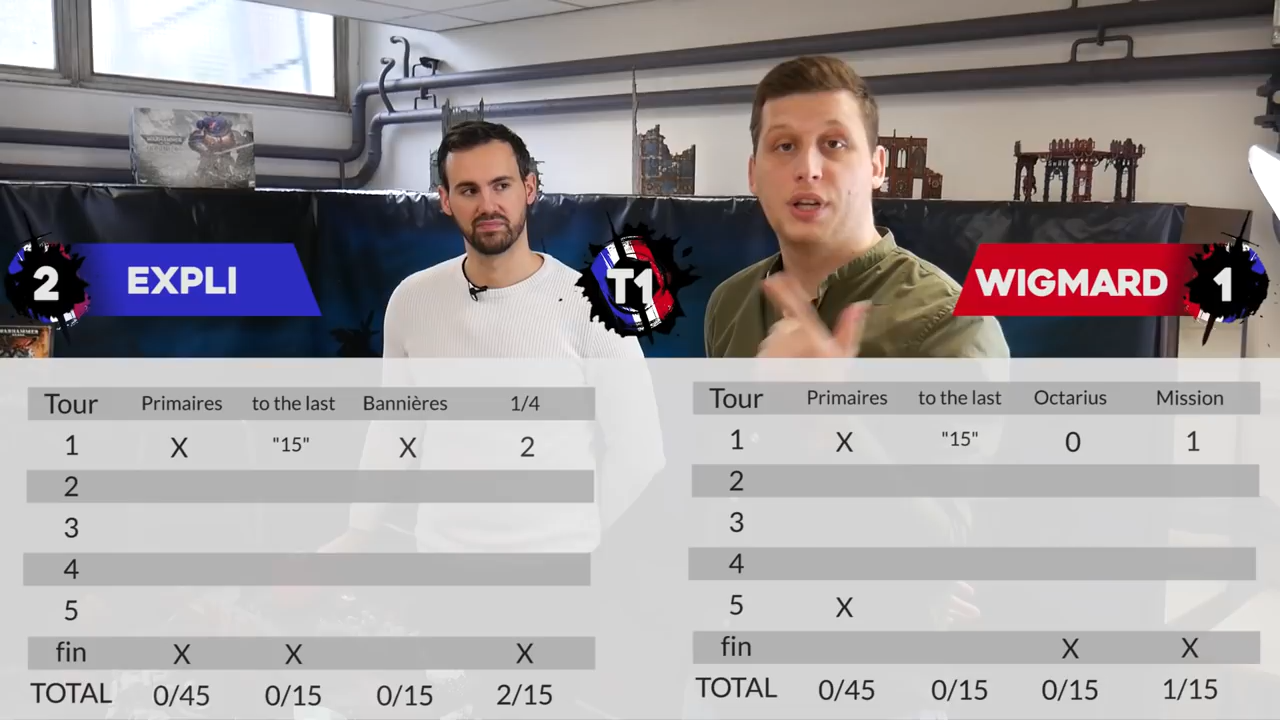 WARHAMMER
2
EXPLI
T1
WIGMARD
1
Tour Primaires to the last Bannières 1/4
1 X "15" X 2
2
3
4
5
fin X X X
TOTAL 0/45 0/15 0/15 2/15
Tour Primaires to the last Octarius Mission
1 X "15" 0 1
2
3
4
5 X
fin X X
TOTAL 0/45 0/15 0/15 1/15